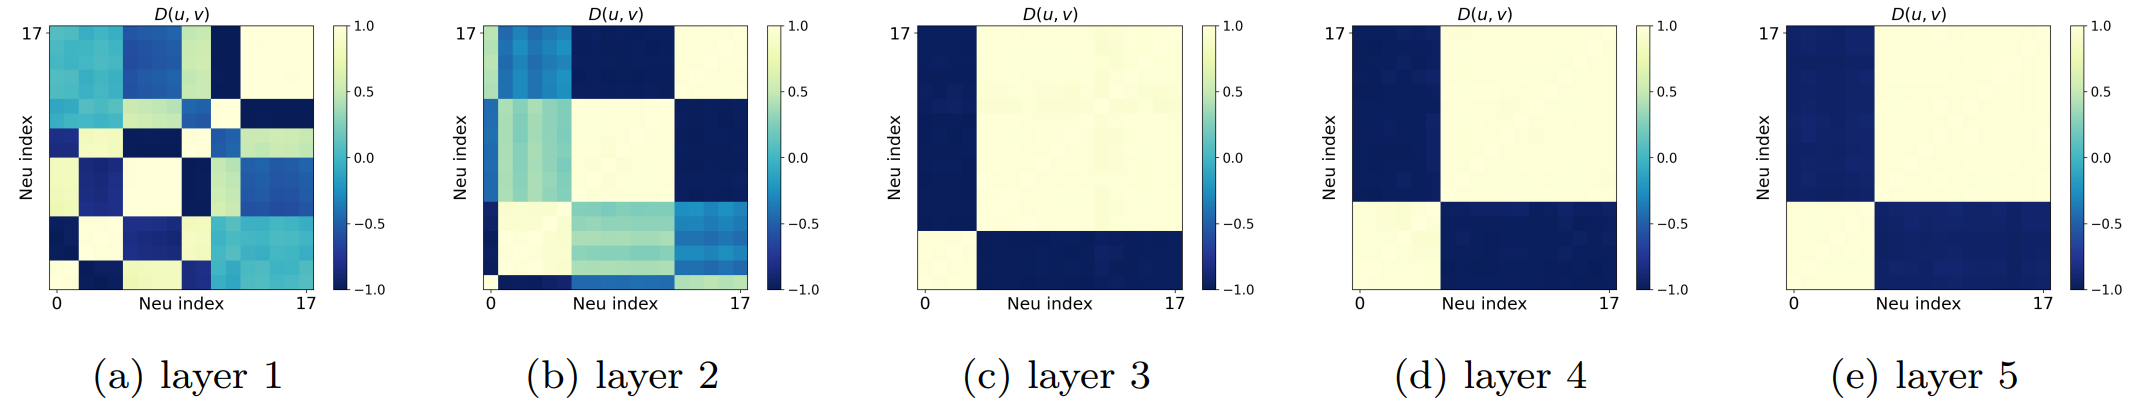 D(u, v)
17
Neu index
0
Neu index
17
1.0
0.5
0.0
−0.5
−1.0
(a) layer 1
D(u, v)
17
Neu index
0
Neu index
17
1.0
0.5
0.0
−0.5
−1.0
(b) layer 2
D(u, v)
17
Neu index
0
Neu index
17
1.0
0.5
0.0
−0.5
−1.0
(c) layer 3
D(u, v)
17
Neu index
0
Neu index
17
1.0
0.5
0.0
−0.5
−1.0
(d) layer 4
D(u, v)
17
Neu index
0
Neu index
17
1.0
0.5
0.0
−0.5
−1.0
(e) layer 5